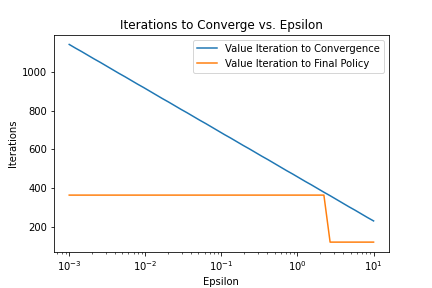 Iterations to Converge vs. Epsilon
Value Iteration to Convergence
Value Iteration to Final Policy
1000
800
600
400
200
Iterations
10⁻³
10⁻²
10⁻¹
10⁰
10¹
Epsilon